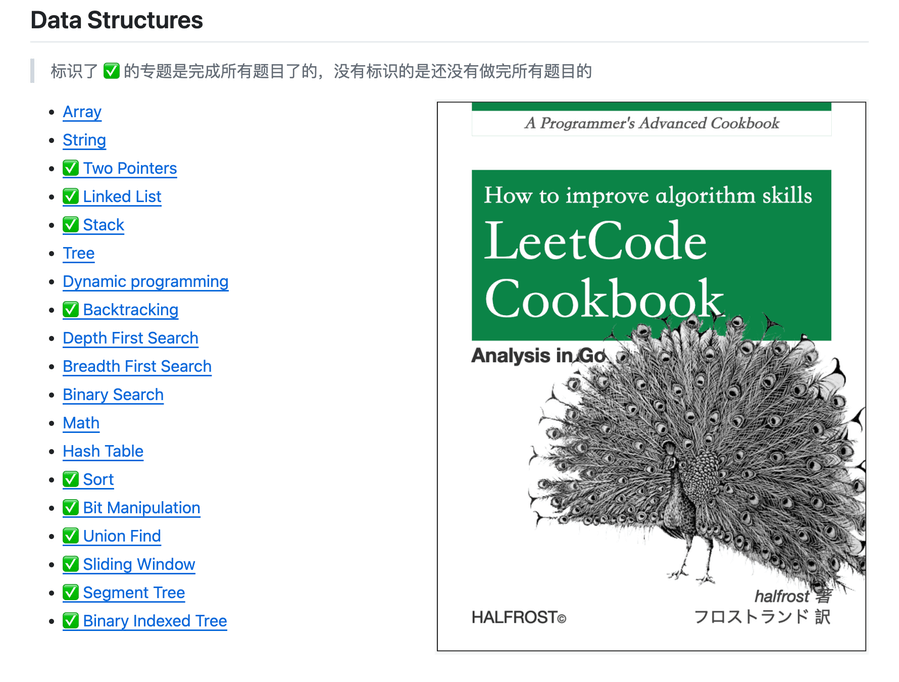 Data Structures
标识了 ✅ 的专题是完成所有题目了的，没有标识的是还没有做完所有题目的
Array
String
✅ Two Pointers
✅ Linked List
✅ Stack
Tree
Dynamic programming
✅ Backtracking
Depth First Search
Breadth First Search
Binary Search
Math
Hash Table
✅ Sort
✅ Bit Manipulation
✅ Union Find
✅ Sliding Window
✅ Segment Tree
✅ Binary Indexed Tree
A Programmer's Advanced Cookbook
How to improve algorithm skills
LeetCode
Cookbook
Analysis in Go
halfrost 著
HALFROST©
フロストランド 訳